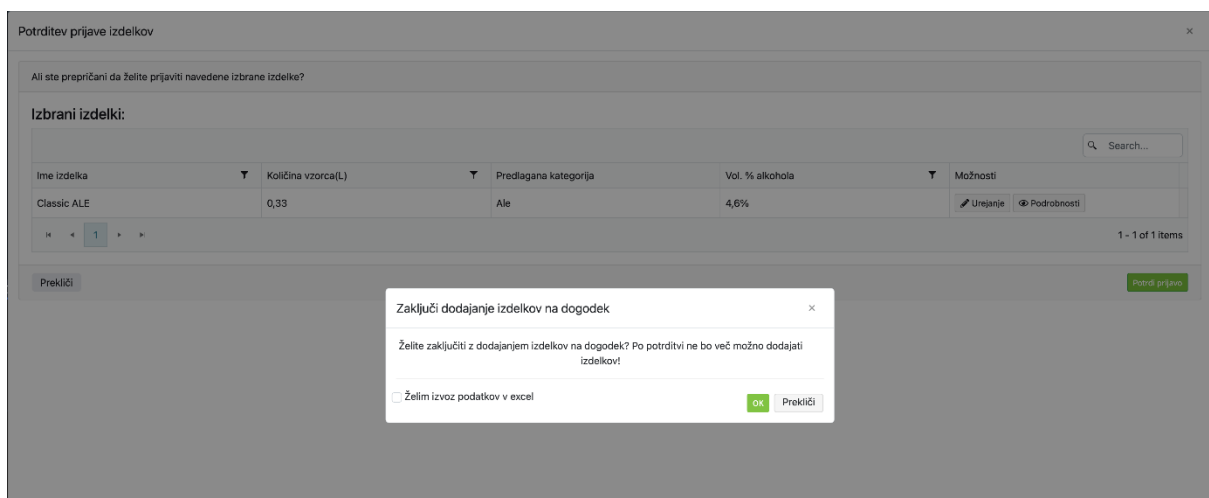 Potrditev prijave izdelkov
Ali ste prepričani da želite prijaviti navedene izbrane izdelke?
Izbrani izdelki:
Search...
Ime izdelka Količina vzorca(L) Predlagana kategorija Vol. % alkohola Možnosti
Classic ALE 0,33 Ale 4,6% Urejanje Podrobnosti
1 1 - 1 of 1 items
Prekliči Potrdi prijavo
Zaključi dodajanje izdelkov na dogodek
Želite zaključiti z dodajanjem izdelkov na dogodek? Po potrditvi ne bo več možno dodajati
izdelkov!
Želim izvoz podatkov v excel OK Prekliči